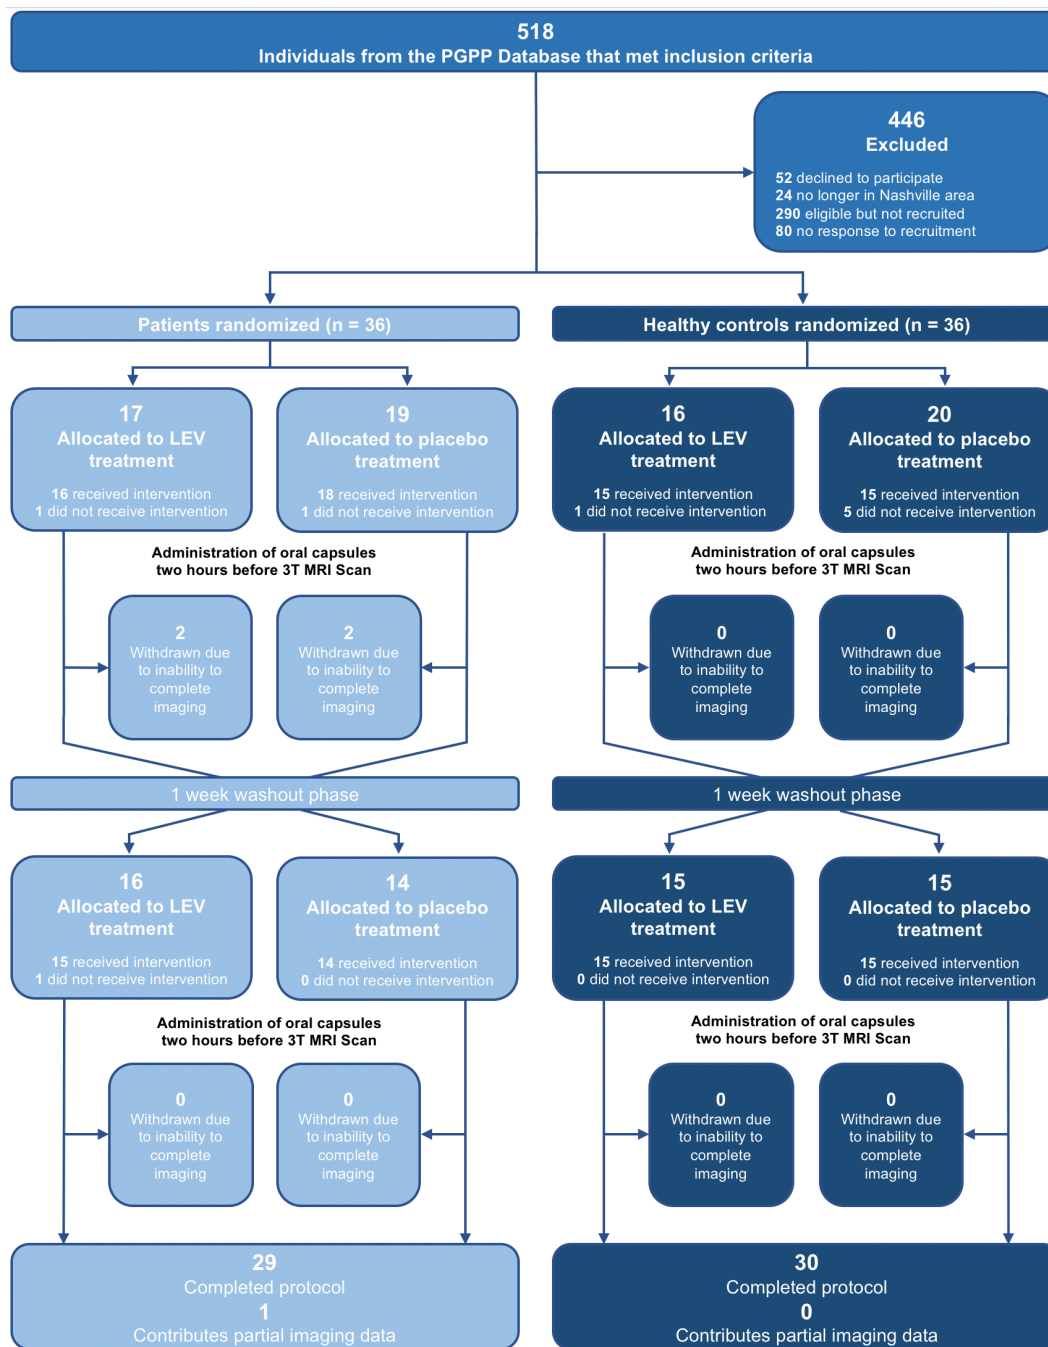 518
Individuals from the PGPP Database that met inclusion criteria
446
Excluded
52 declined to participate
24 no longer in Nashville area
290 eligible but not recruited
80 no response to recruitment
Patients randomized (n = 36)
Healthy controls randomized (n = 36)
17
Allocated to LEV
treatment
16 received intervention
1 did not receive intervention
19
Allocated to placebo
treatment
18 received intervention
1 did not receive intervention
16
Allocated to LEV
treatment
15 received intervention
1 did not receive intervention
20
Allocated to placebo
treatment
15 received intervention
5 did not receive intervention
Administration of oral capsules
two hours before 3T MRI Scan
Administration of oral capsules
two hours before 3T MRI Scan
2
Withdrawn due
to inability to
complete
imaging
2
Withdrawn due
to inability to
complete
imaging
0
Withdrawn due
to inability to
complete
imaging
0
Withdrawn due
to inability to
complete
imaging
1 week washout phase
1 week washout phase
16
Allocated to LEV
treatment
15 received intervention
1 did not receive intervention
14
Allocated to placebo
treatment
14 received intervention
0 did not receive intervention
15
Allocated to LEV
treatment
15 received intervention
0 did not receive intervention
15
Allocated to placebo
treatment
15 received intervention
0 did not receive intervention
Administration of oral capsules
two hours before 3T MRI Scan
Administration of oral capsules
two hours before 3T MRI Scan
0
Withdrawn due
to inability to
complete
imaging
0
Withdrawn due
to inability to
complete
imaging
0
Withdrawn due
to inability to
complete
imaging
0
Withdrawn due
to inability to
complete
imaging
29
Completed protocol
1
Contributes partial imaging data
30
Completed protocol
0
Contributes partial imaging data